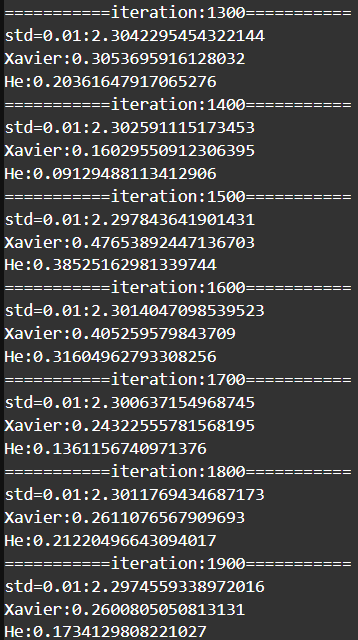 ===========iteration:1300===========
std=0.01:2.3042295454322144
Xavier:0.3053695916128032
He:0.20361647917065276
===========iteration:1400===========
std=0.01:2.302591115173453
Xavier:0.16029550912306395
He:0.09129488113412906
===========iteration:1500===========
std=0.01:2.297843641901431
Xavier:0.47653892447136703
He:0.38525162981339744
===========iteration:1600===========
std=0.01:2.3014047098539523
Xavier:0.405259579843709
He:0.31604962793308256
===========iteration:1700===========
std=0.01:2.300637154968745
Xavier:0.24322555781568195
He:0.1361156740971376
===========iteration:1800===========
std=0.01:2.3011769434687173
Xavier:0.2611076567909693
He:0.21220496643094017
===========iteration:1900===========
std=0.01:2.2974559338972016
Xavier:0.2600805050813131
He:0.1734129808221027